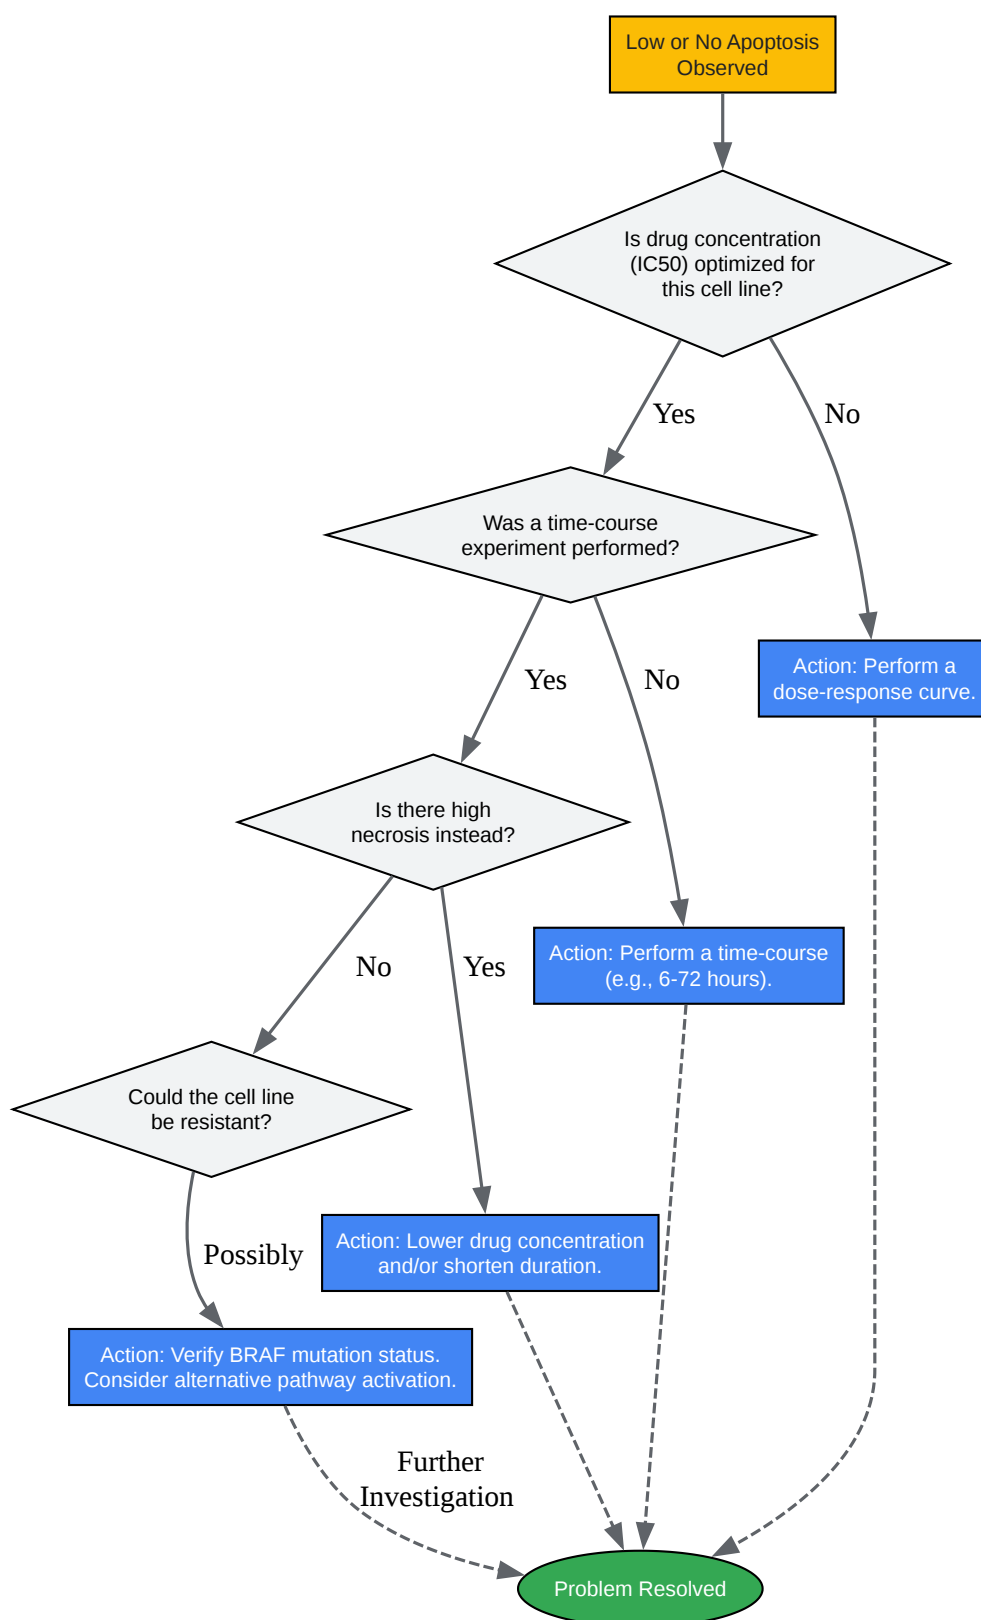 Low or No Apoptosis
Observed
Is drug concentration
(IC50) optimized for
this cell line?
Yes
No
Was a time-course
experiment performed?
Yes
No
Action: Perform a
dose-response curve.
Is there high
necrosis instead?
No
Yes
Action: Perform a time-course
(e.g., 6-72 hours).
Could the cell line
be resistant?
Possibly
Action: Lower drug concentration
and/or shorten duration.
Action: Verify BRAF mutation status.
Consider alternative pathway activation.
Further
Investigation
Problem Resolved